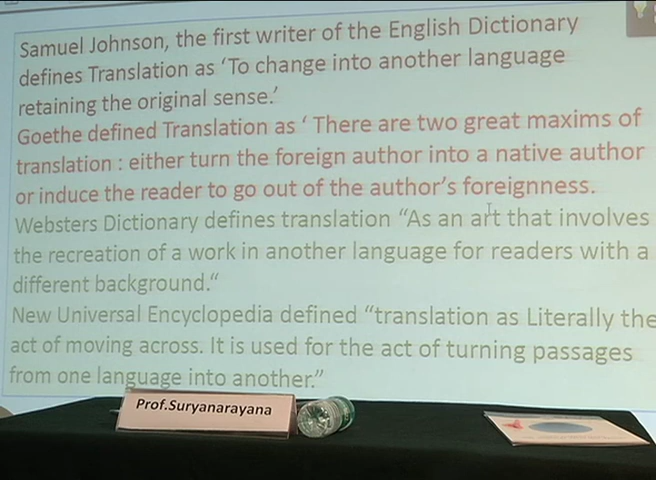 Samuel Johnson, the first writer of the English Dictionary
defines Translation as ‘To change into another language
retaining the original sense.’
Goethe defined Translation as ‘ There are two great maxims of
translation : either turn the foreign author into a native author
or induce the reader to go out of the author’s foreignness.
Websters Dictionary defines translation “As an art that involves
the recreation of a work in another language for readers with a
different background.“
New Universal Encyclopedia defined “translation as Literally the
act of moving across. It is used for the act of turning passages
from one language into another.”
Prof.Suryanarayana